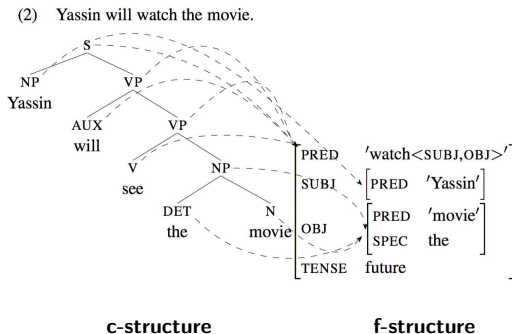 (2) Yassin will watch the movie.
S
NP VP
Yassin
AUX VP
will
V NP
see
DET N
the movie
PRED 'watch<SUBJ,OBJ>'
SUBJ PRED 'Yassin'
OBJ PRED 'movie'
SPEC the
TENSE future
c-structure f-structure